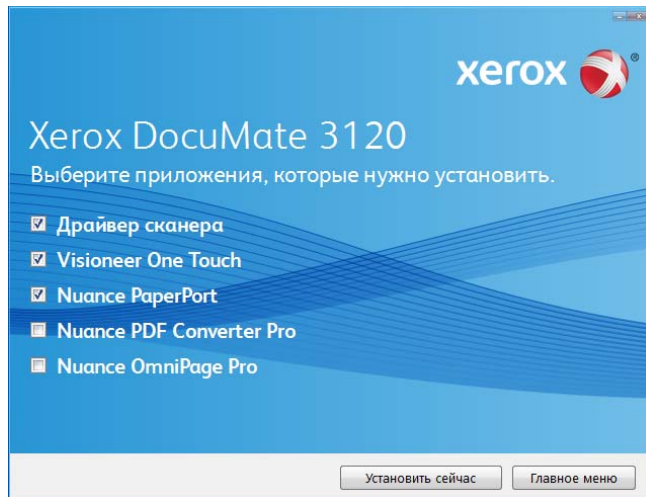 xerox
Xerox DocuMate 3120
Выберите приложения, которые нужно установить.
Драйвер сканера
Visioneer One Touch
Nuance PaperPort
Nuance PDF Converter Pro
Nuance OmniPage Pro
Установить сейчас
Главное меню